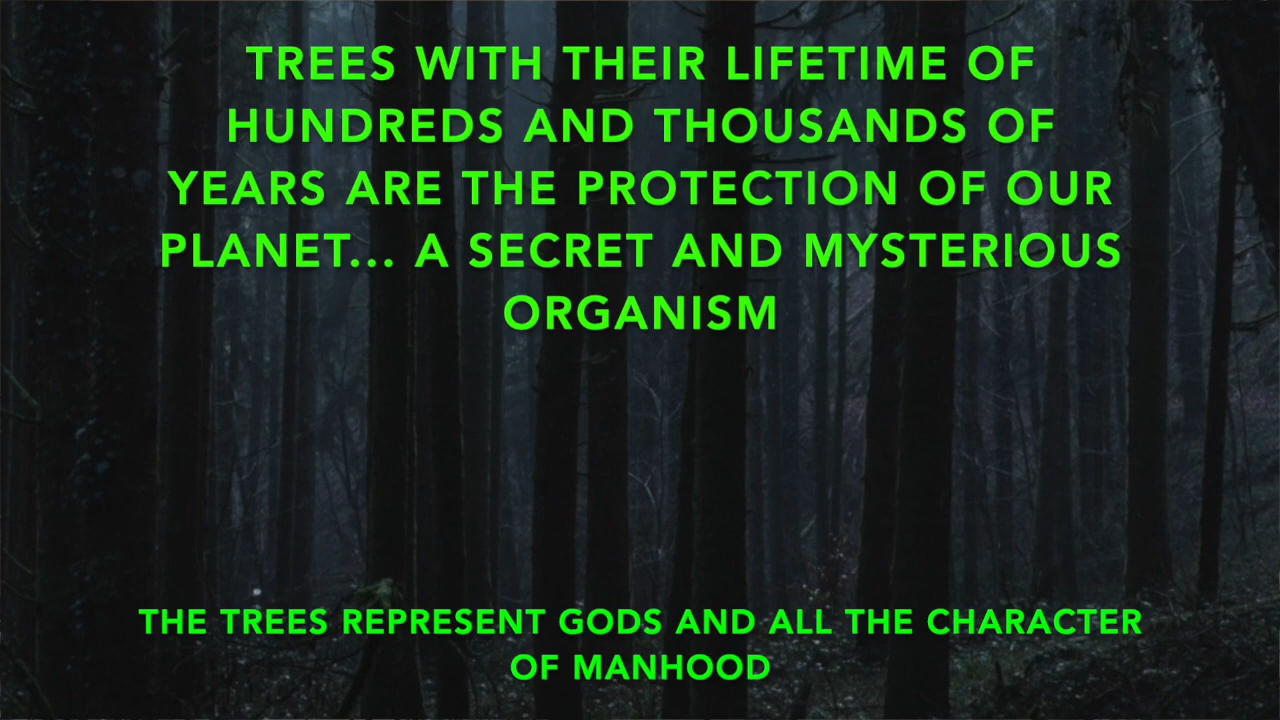 TREES WITH THEIR LIFETIME OF
HUNDREDS AND THOUSANDS OF
YEARS ARE THE PROTECTION OF OUR
PLANET... A SECRET AND MYSTERIOUS
ORGANISM
THE TREES REPRESENT GODS AND ALL THE CHARACTER
OF MANHOOD